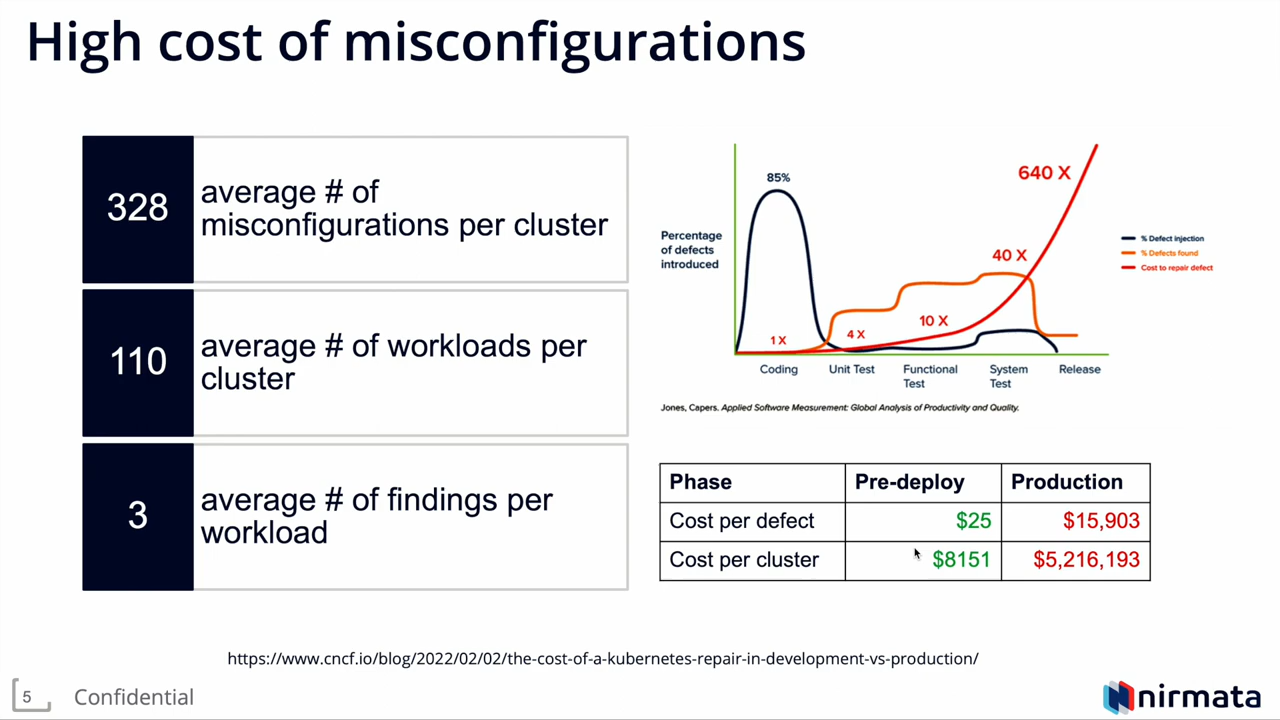 High cost of misconfigurations
328
average # of
misconfigurations per cluster
110
average # of workloads per
cluster
3
average # of findings per
workload
85%
640 X
Percentage
of defects
introduced
40 X
10 X
4 X
1 X
% Defect injection
% Defects found
Cost to repair defect
Coding
Unit Test
Functional
Test
System
Test
Release
Jones, Capers. Applied Software Measurement: Global Analysis of Productivity and Quality.
Phase Pre-deploy Production
Cost per defect $25 $15,903
Cost per cluster $8151 $5,216,193
https://www.cncf.io/blog/2022/02/02/the-cost-of-a-kubernetes-repair-in-development-vs-production/
5 Confidential
nirmata